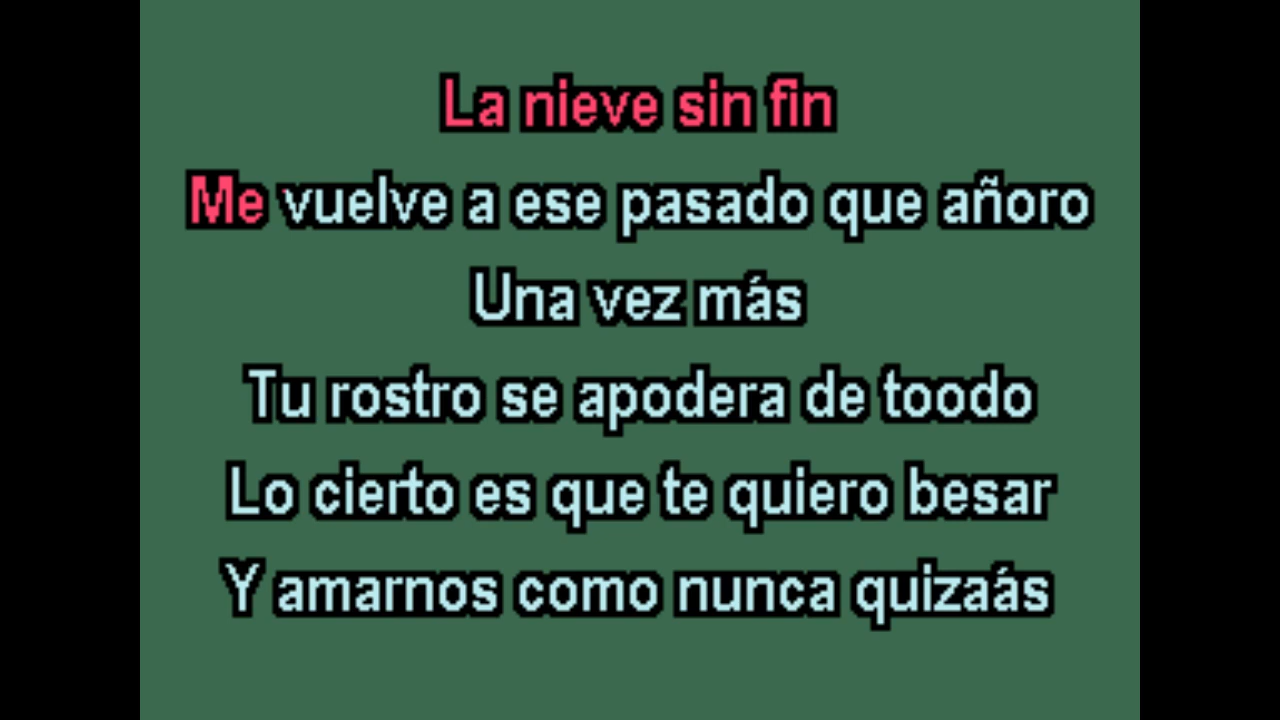 La nieve sin fin
Me vuelve a ese pasado que añoro
Una vez más
Tu rostro se apodera de toodo
Lo cierto es que te quiero besar
Y amarnos como nunca quizaás